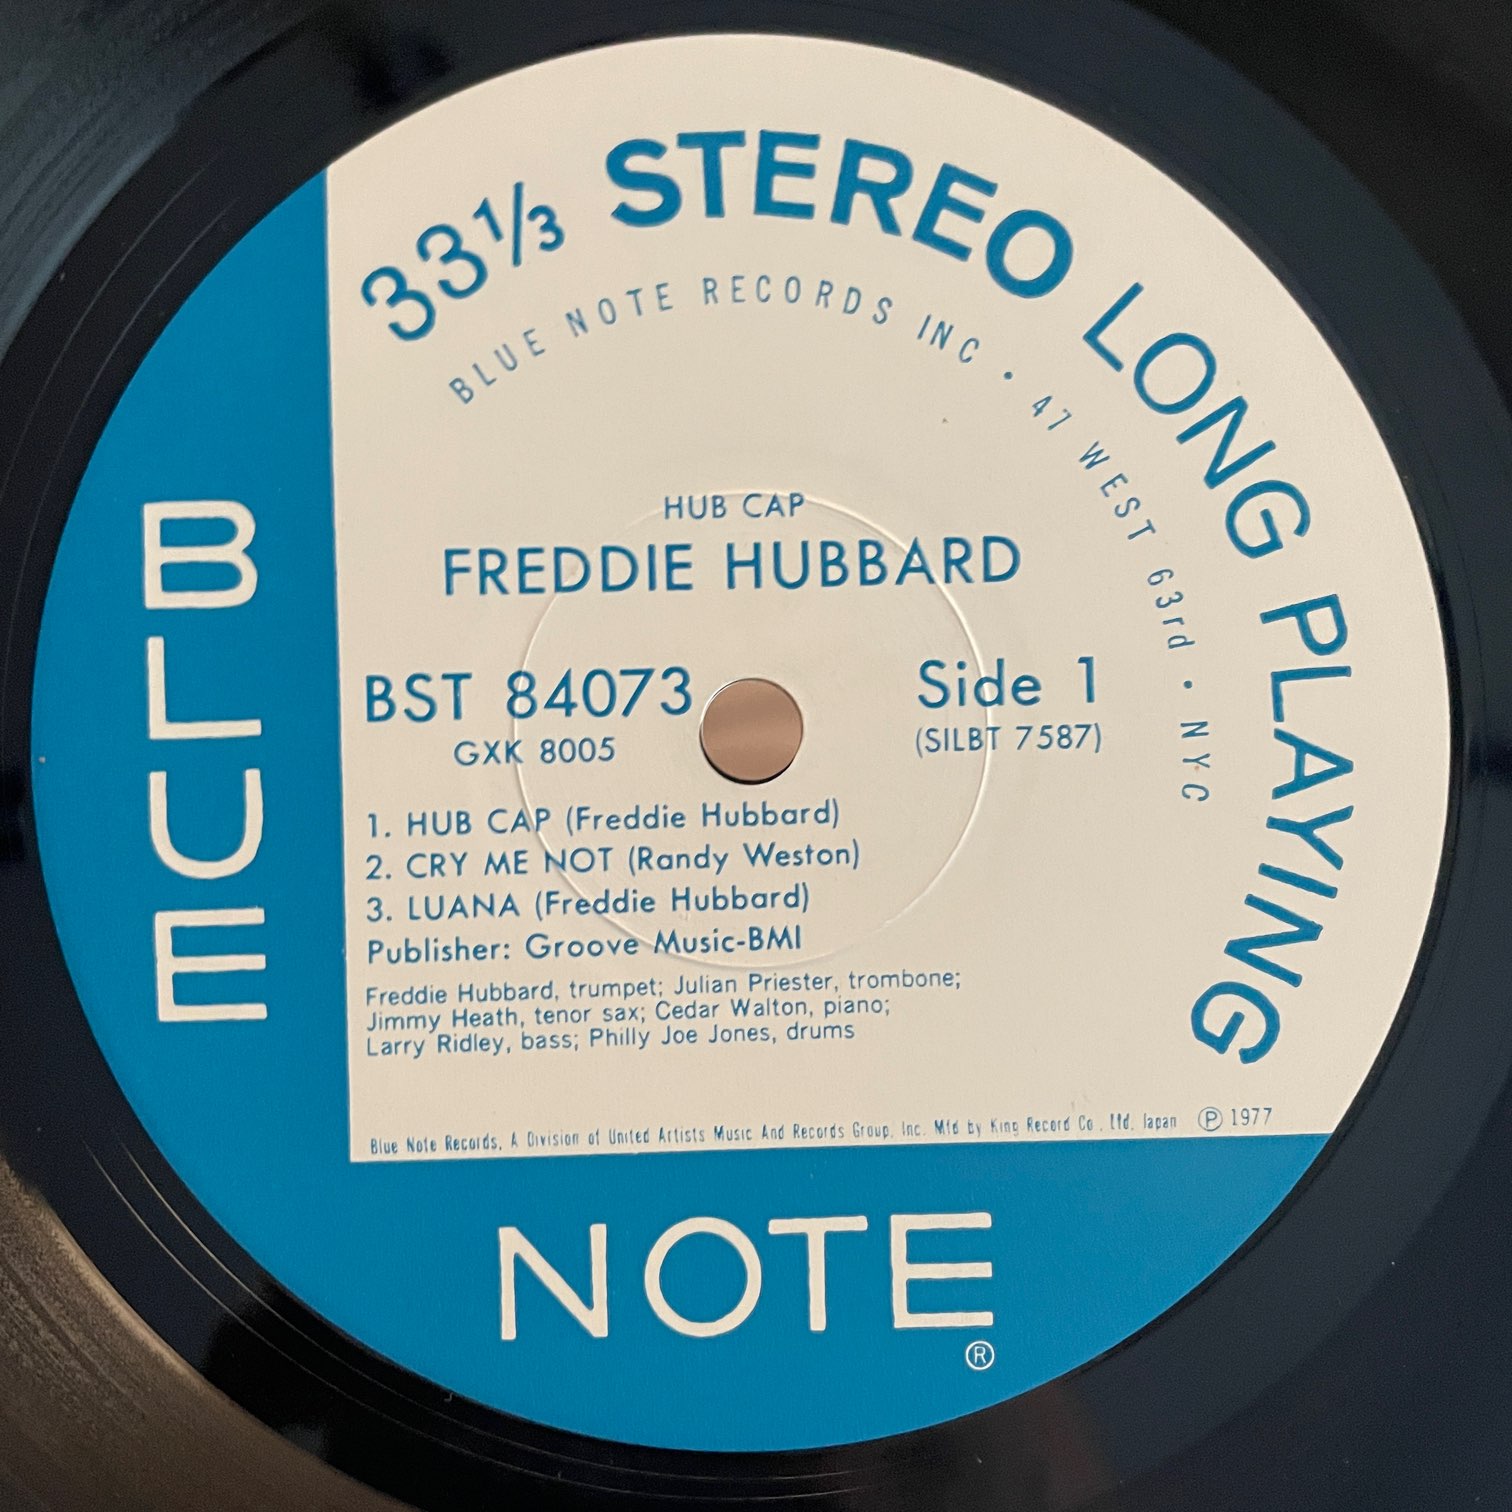 33⅓ STEREO LONG PLAYING
BLUE NOTE RECORDS INC • 47 WEST 63rd • NYC
HUB CAP
FREDDIE HUBBARD
BST 84073
Side 1
GXK 8005
(SILBT 7587)
1. HUB CAP (Freddie Hubbard)
2. CRY ME NOT (Randy Weston)
3. LUANA (Freddie Hubbard)
Publisher: Groove Music-BMI
Freddie Hubbard, trumpet; Julian Priester, trombone;
Jimmy Heath, tenor sax; Cedar Walton, piano;
Larry Ridley, bass; Philly Joe Jones, drums
Blue Note Records, A Division of United Artists Music And Records Group, Inc. Mfd by King Record Co., Ltd. Japan ℗ 1977
BLUE
NOTE®